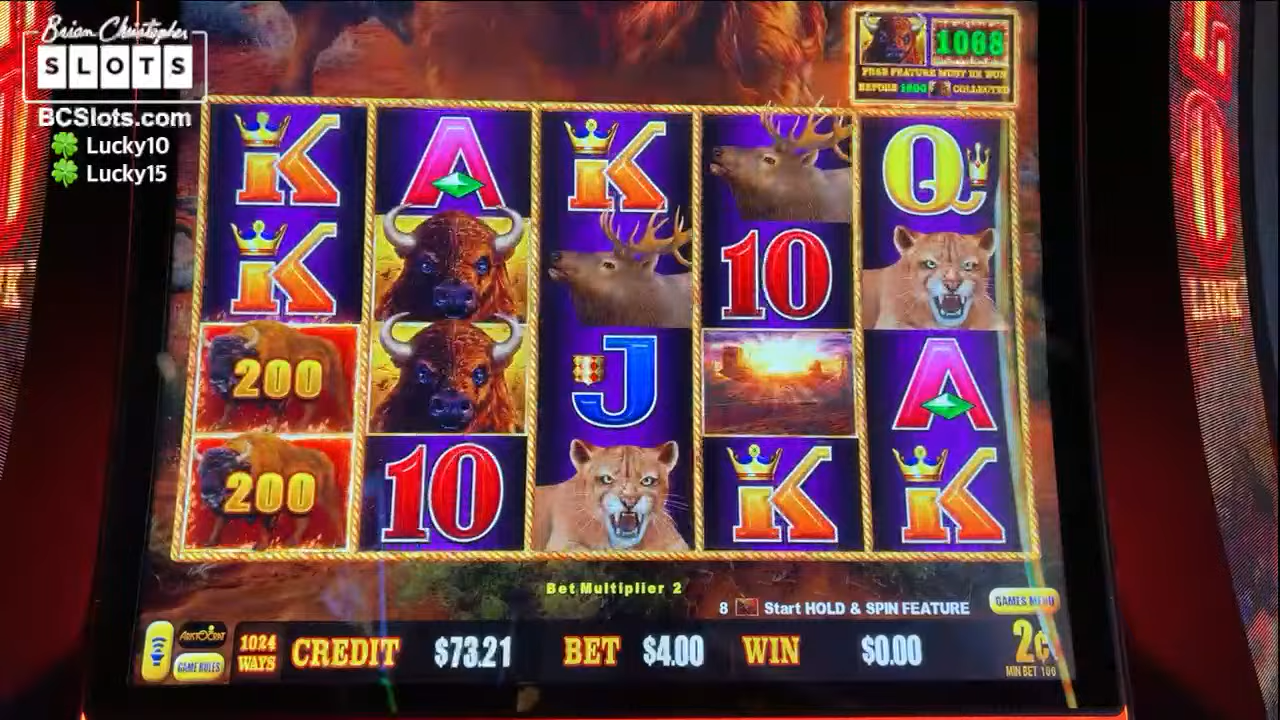 Brian Christopher
SLOTS
BCSlots.com
Lucky10
Lucky15
1068
FREE FEATURE MUST BE WON
BEFORE 1800 COLLECTED
K A K Q
K 10
200 J A
200 10 K K
Bet Multiplier 2
8 Start HOLD & SPIN FEATURE
GAMES MENU
ARISTOCRAT
GAME RULES
1024 WAYS
CREDIT $73.21 BET $4.00 WIN $0.00
2¢
MIN BET 100